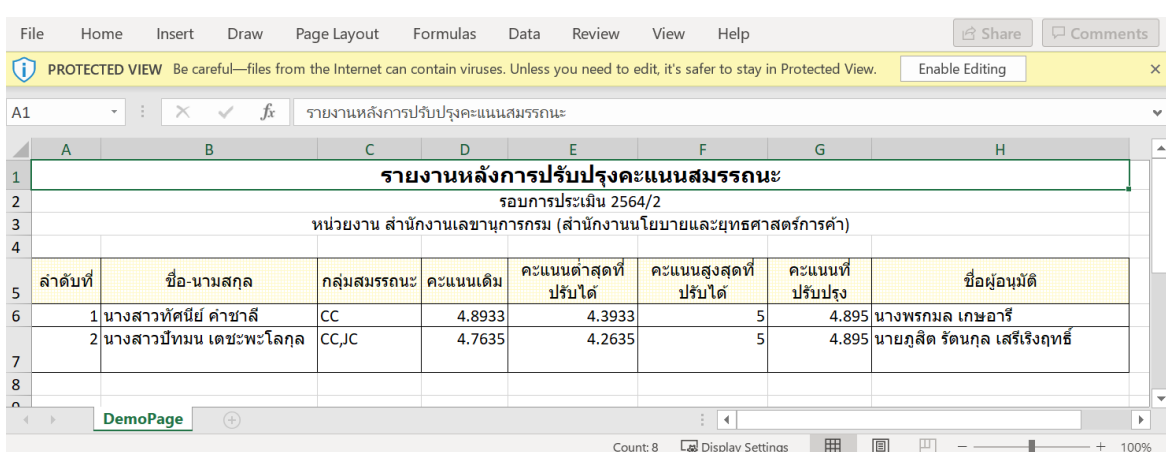 File Home Insert Draw Page Layout Formulas Data Review View Help Share Comments
PROTECTED VIEW Be careful—files from the Internet can contain viruses. Unless you need to edit, it's safer to stay in Protected View. Enable Editing
A1 fx รายงานหลังการปรับปรุงคะแนนสมรรถนะ
A B C D E F G H
1 รายงานหลังการปรับปรุงคะแนนสมรรถนะ
2 รอบการประเมิน 2564/2
3 หน่วยงาน สำนักงานเลขานุการกรม (สำนักงานนโยบายและยุทธศาสตร์การค้า)
4
ลำดับที่ ชื่อ-นามสกุล กลุ่มสมรรถนะ คะแนนเดิม คะแนนต่ำสุดที่ คะแนนสูงสุดที่ คะแนนที่ ชื่อผู้อนุมัติ
5 ปรับได้ ปรับได้ ปรับปรุง
6 1 นางสาวทัศนีย์ คำชาลี CC 4.8933 4.3933 5 4.895 นางพรกมล เกษอารี
2 นางสาวปัทมน เตชะพะโลกุล CC,JC 4.7635 4.2635 5 4.895 นายภูสิต รัตนกุล เสรีเริงฤทธิ์
7
8
DemoPage
Count: 8 Display Settings 100%